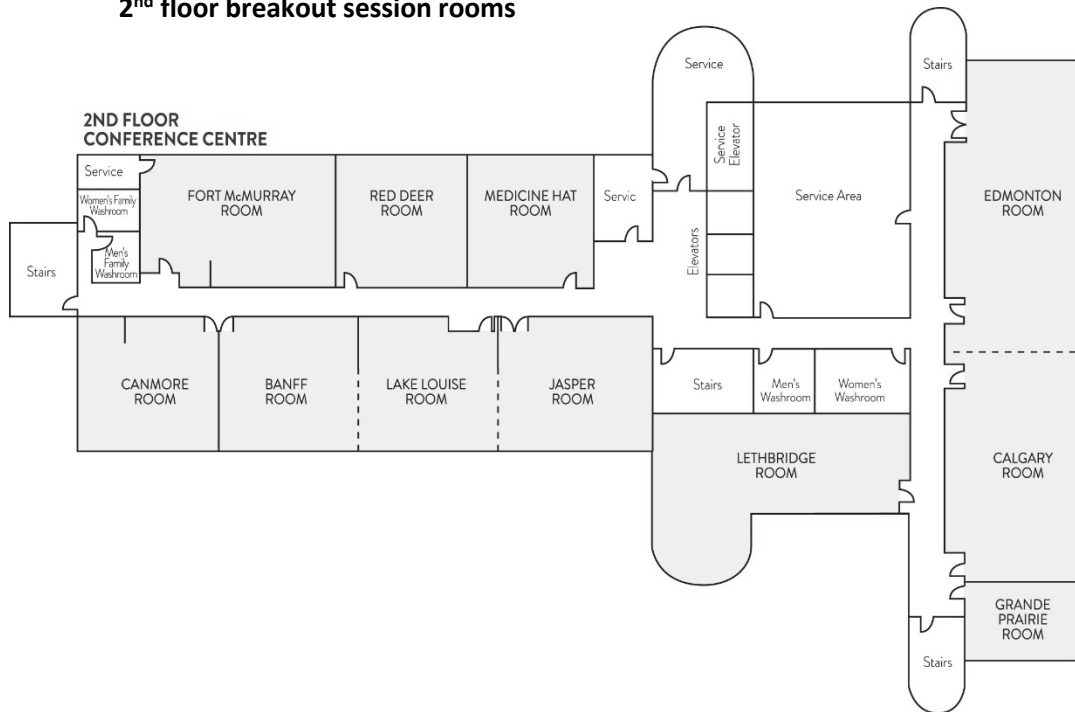 2nd floor breakout session rooms
2ND FLOOR
CONFERENCE CENTRE
Service
Women's Family
Washroom
Men's
Family
Washroom
Stairs
FORT McMURRAY
ROOM
RED DEER
ROOM
MEDICINE HAT
ROOM
Servic
Service
Service
Elevator
Elevators
Service Area
Stairs
EDMONTON
ROOM
CANMORE
ROOM
BANFF
ROOM
LAKE LOUISE
ROOM
JASPER
ROOM
Stairs
Men's
Washroom
Women's
Washroom
LETHBRIDGE
ROOM
CALGARY
ROOM
GRANDE
PRAIRIE
ROOM
Stairs